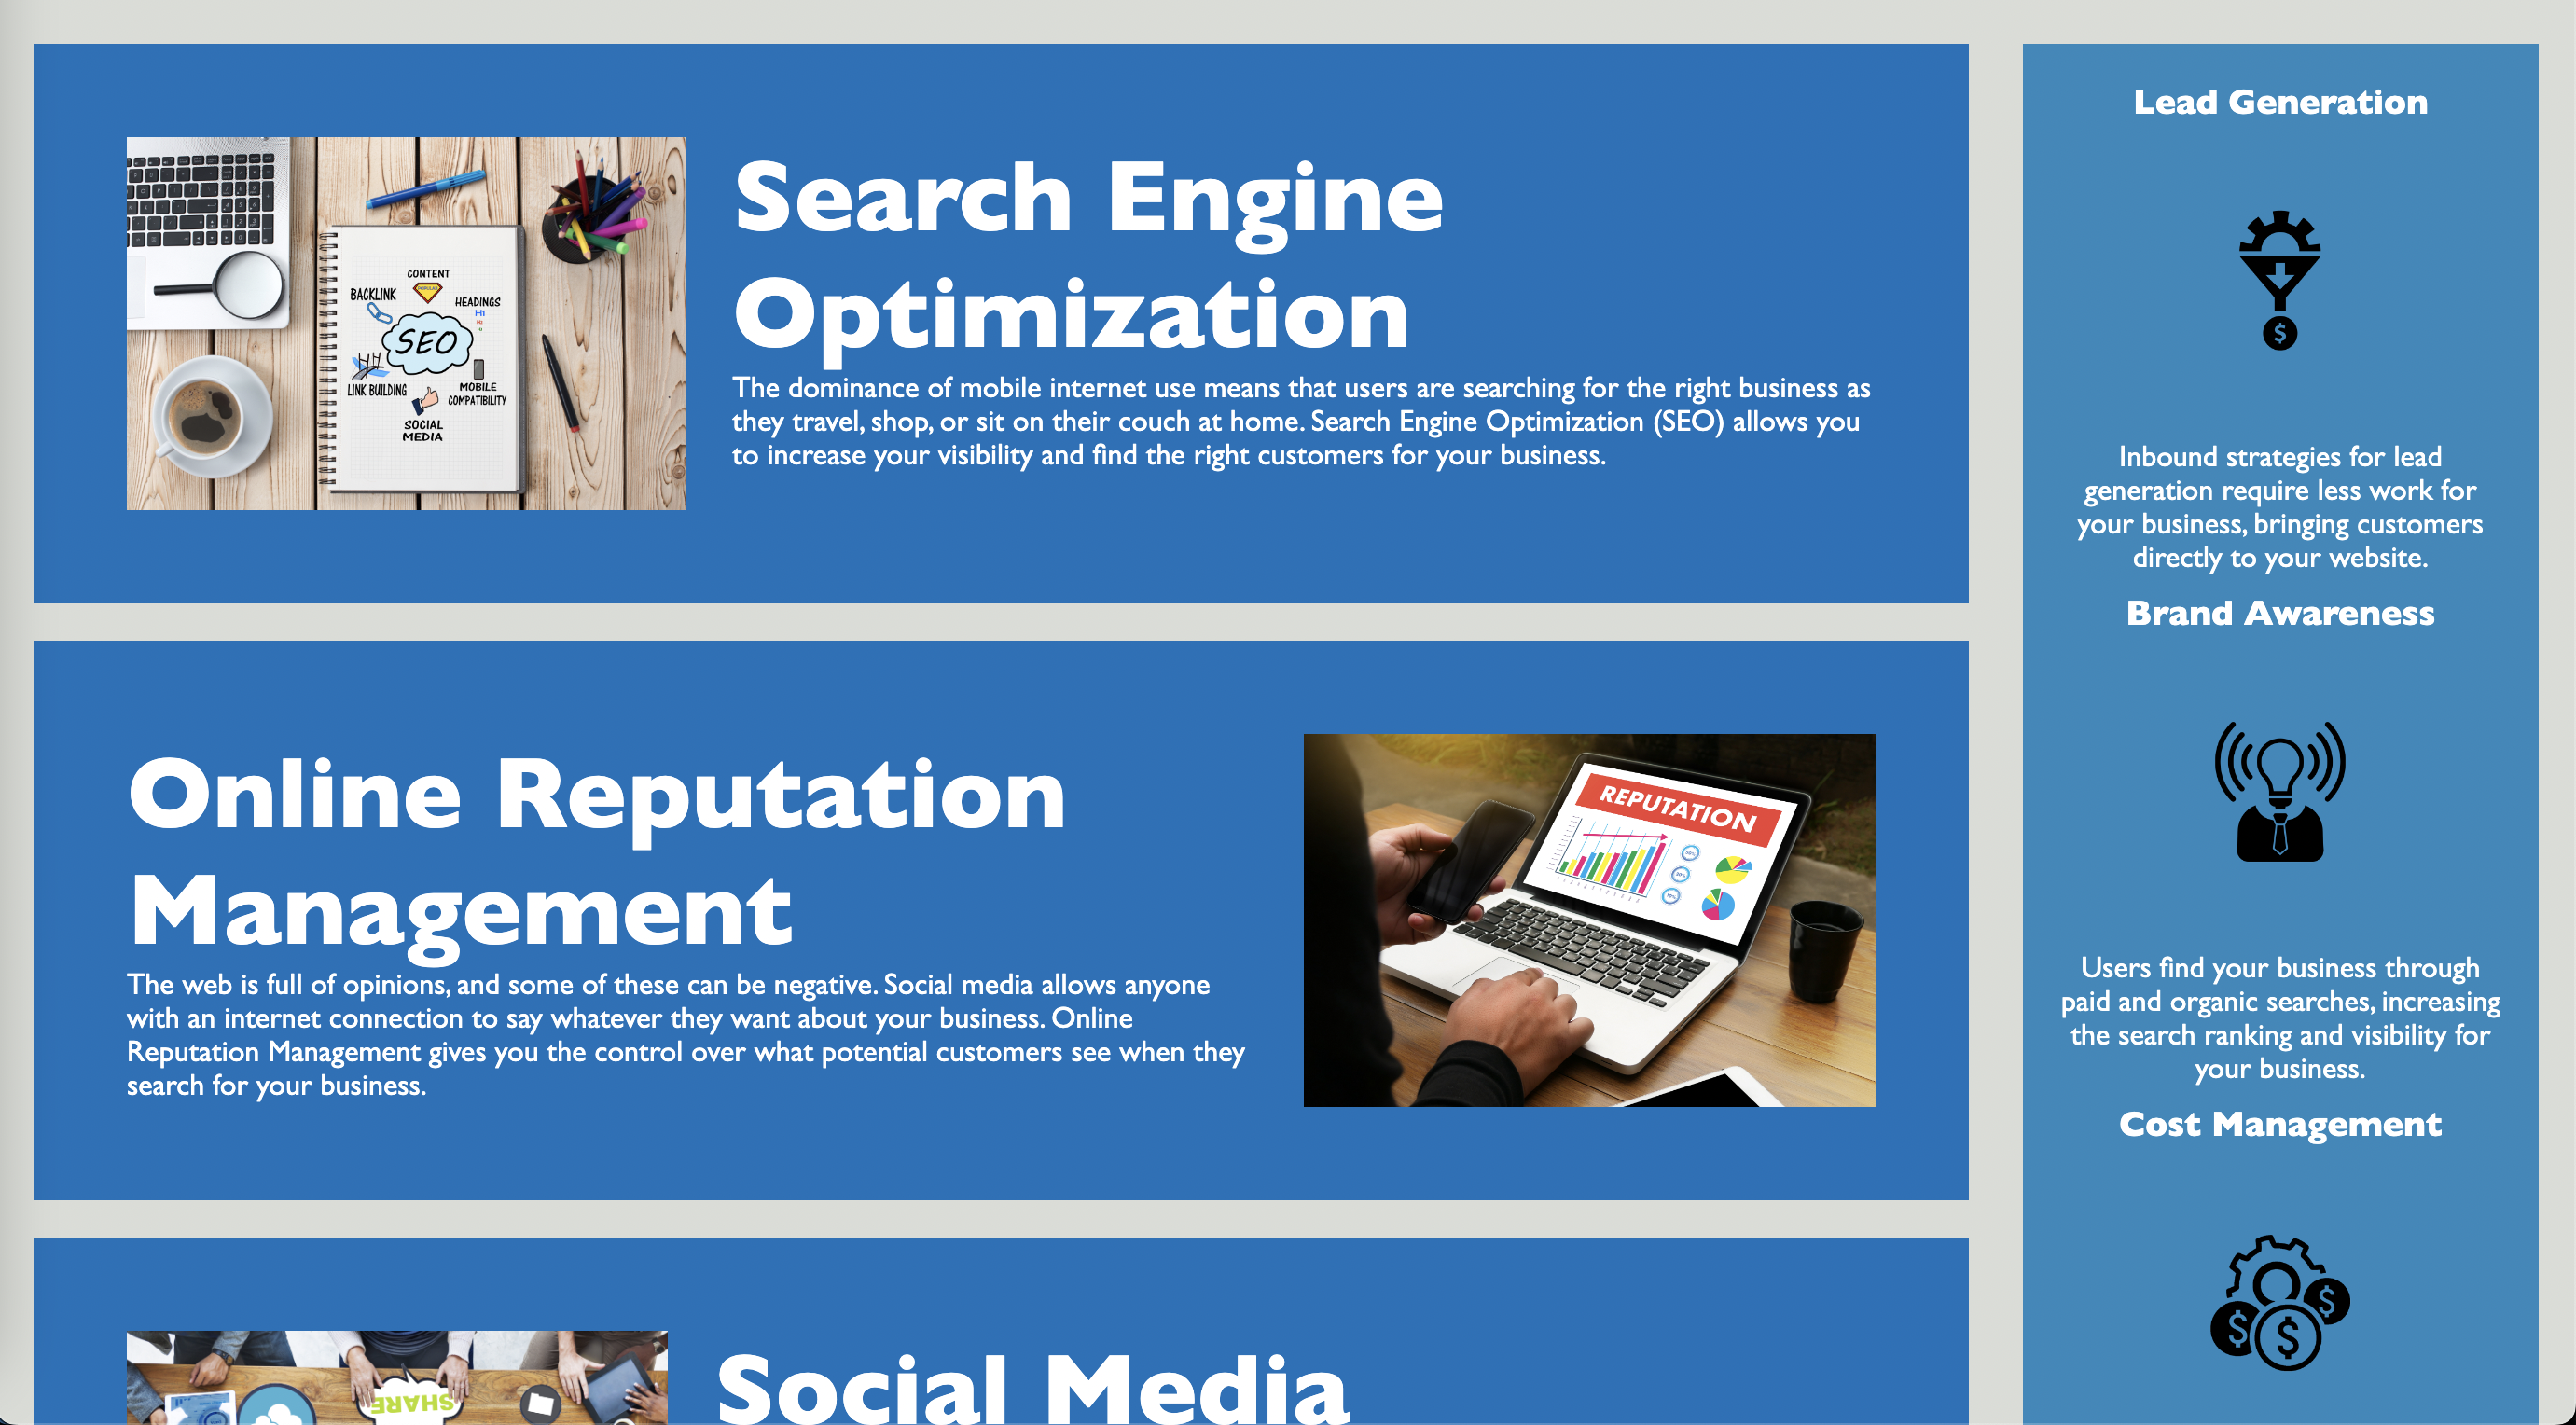 Search Engine
Optimization
The dominance of mobile internet use means that users are searching for the right business as
they travel, shop, or sit on their couch at home. Search Engine Optimization (SEO) allows you
to increase your visibility and find the right customers for your business.
CONTENT
BACKLINK
HEADINGS
H1
SEO
LINK BUILDING
MOBILE
COMPATIBILITY
SOCIAL
MEDIA
Online Reputation
Management
The web is full of opinions, and some of these can be negative. Social media allows anyone
with an internet connection to say whatever they want about your business. Online
Reputation Management gives you the control over what potential customers see when they
search for your business.
REPUTATION
Social Media
SHARE
Lead Generation
$
Inbound strategies for lead
generation require less work for
your business, bringing customers
directly to your website.
Brand Awareness
Users find your business through
paid and organic searches, increasing
the search ranking and visibility for
your business.
Cost Management
$
$
$